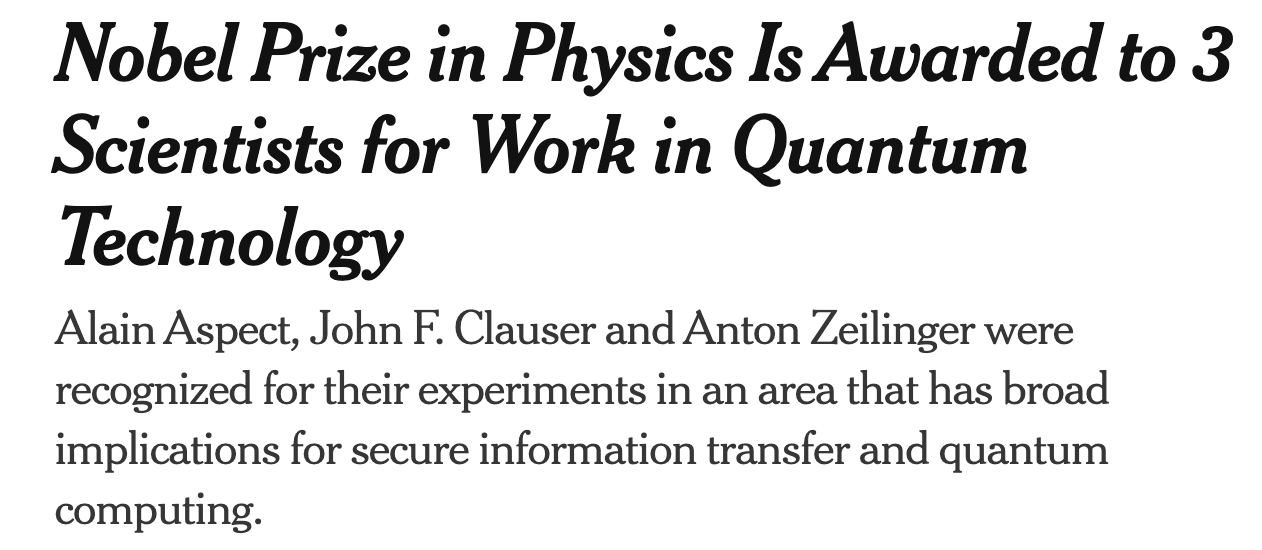 Nobel Prize in Physics Is Awarded to 3
Scientists for Work in Quantum
Technology
Alain Aspect, John F. Clauser and Anton Zeilinger were
recognized for their experiments in an area that has broad
implications for secure information transfer and quantum
computing.